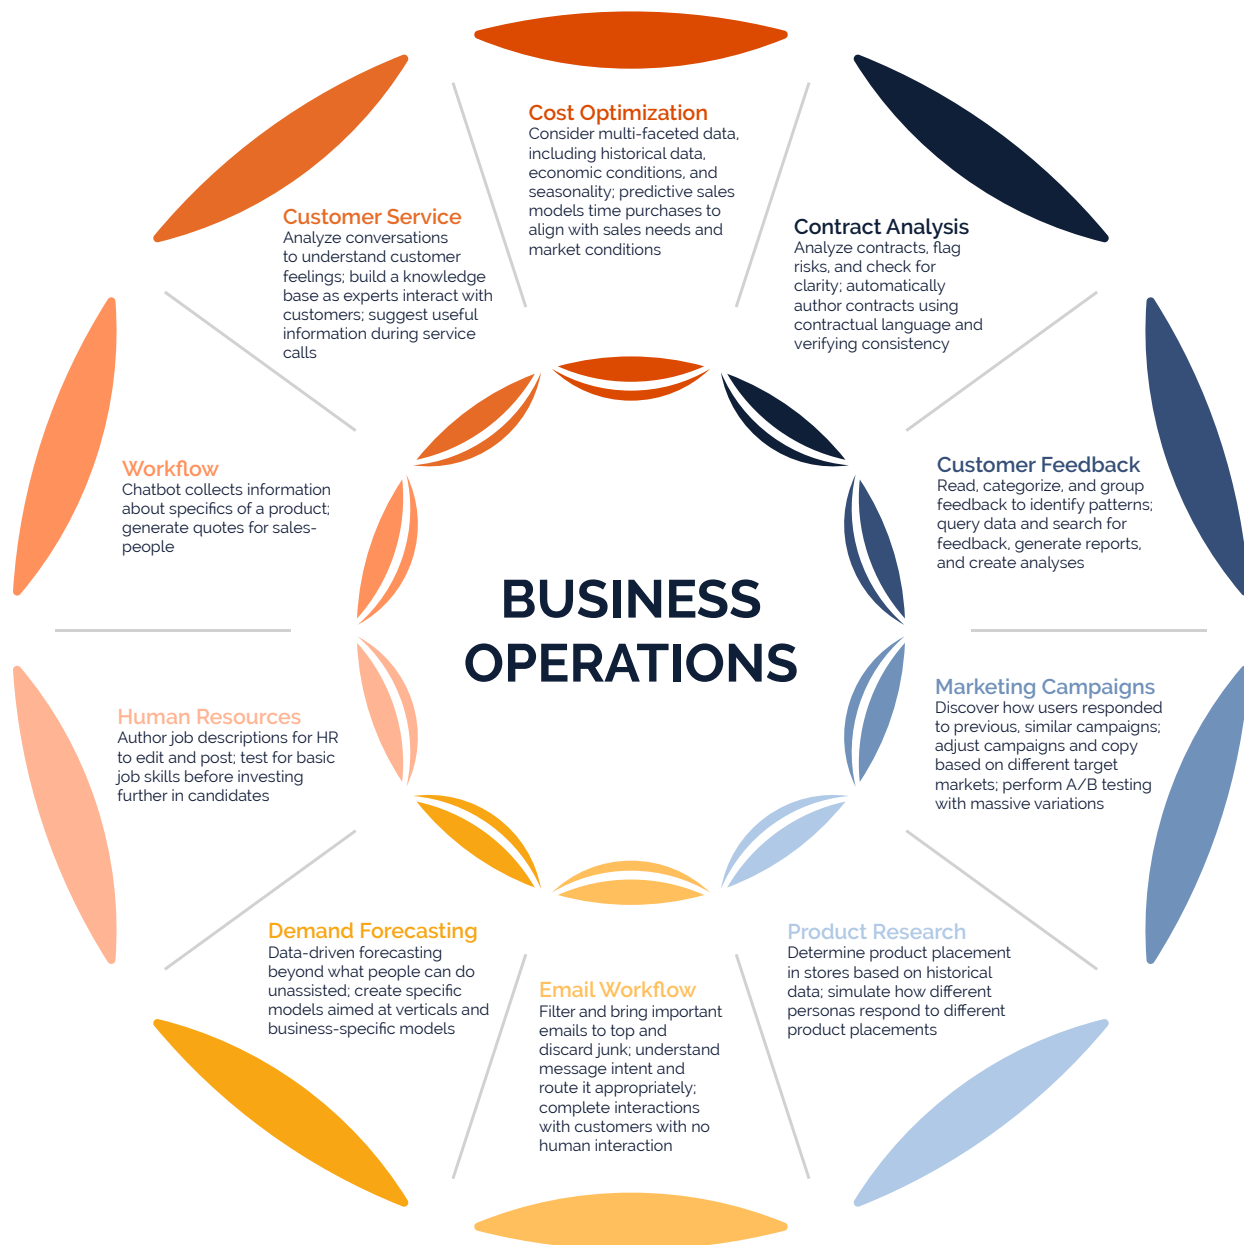 Cost Optimization
Consider multi-faceted data,
including historical data,
economic conditions, and
seasonality; predictive sales
models time purchases to
align with sales needs and
market conditions
Contract Analysis
Analyze contracts, flag
risks, and check for
clarity; automatically
author contracts using
contractual language and
verifying consistency
Customer Feedback
Read, categorize, and group
feedback to identify patterns;
query data and search for
feedback, generate reports,
and create analyses
Marketing Campaigns
Discover how users responded
to previous, similar campaigns;
adjust campaigns and copy
based on different target
markets; perform A/B testing
with massive variations
Product Research
Determine product placement
in stores based on historical
data; simulate how different
personas respond to different
product placements
Email Workflow
Filter and bring important
emails to top and
discard junk; understand
message intent and
route it appropriately;
complete interactions
with customers with no
human interaction
Demand Forecasting
Data-driven forecasting
beyond what people can do
unassisted; create specific
models aimed at verticals and
business-specific models
Human Resources
Author job descriptions for HR
to edit and post; test for basic
job skills before investing
further in candidates
Workflow
Chatbot collects information
about specifics of a product;
generate quotes for sales-
people
Customer Service
Analyze conversations
to understand customer
feelings; build a knowledge
base as experts interact with
customers; suggest useful
information during service
calls
BUSINESS
OPERATIONS